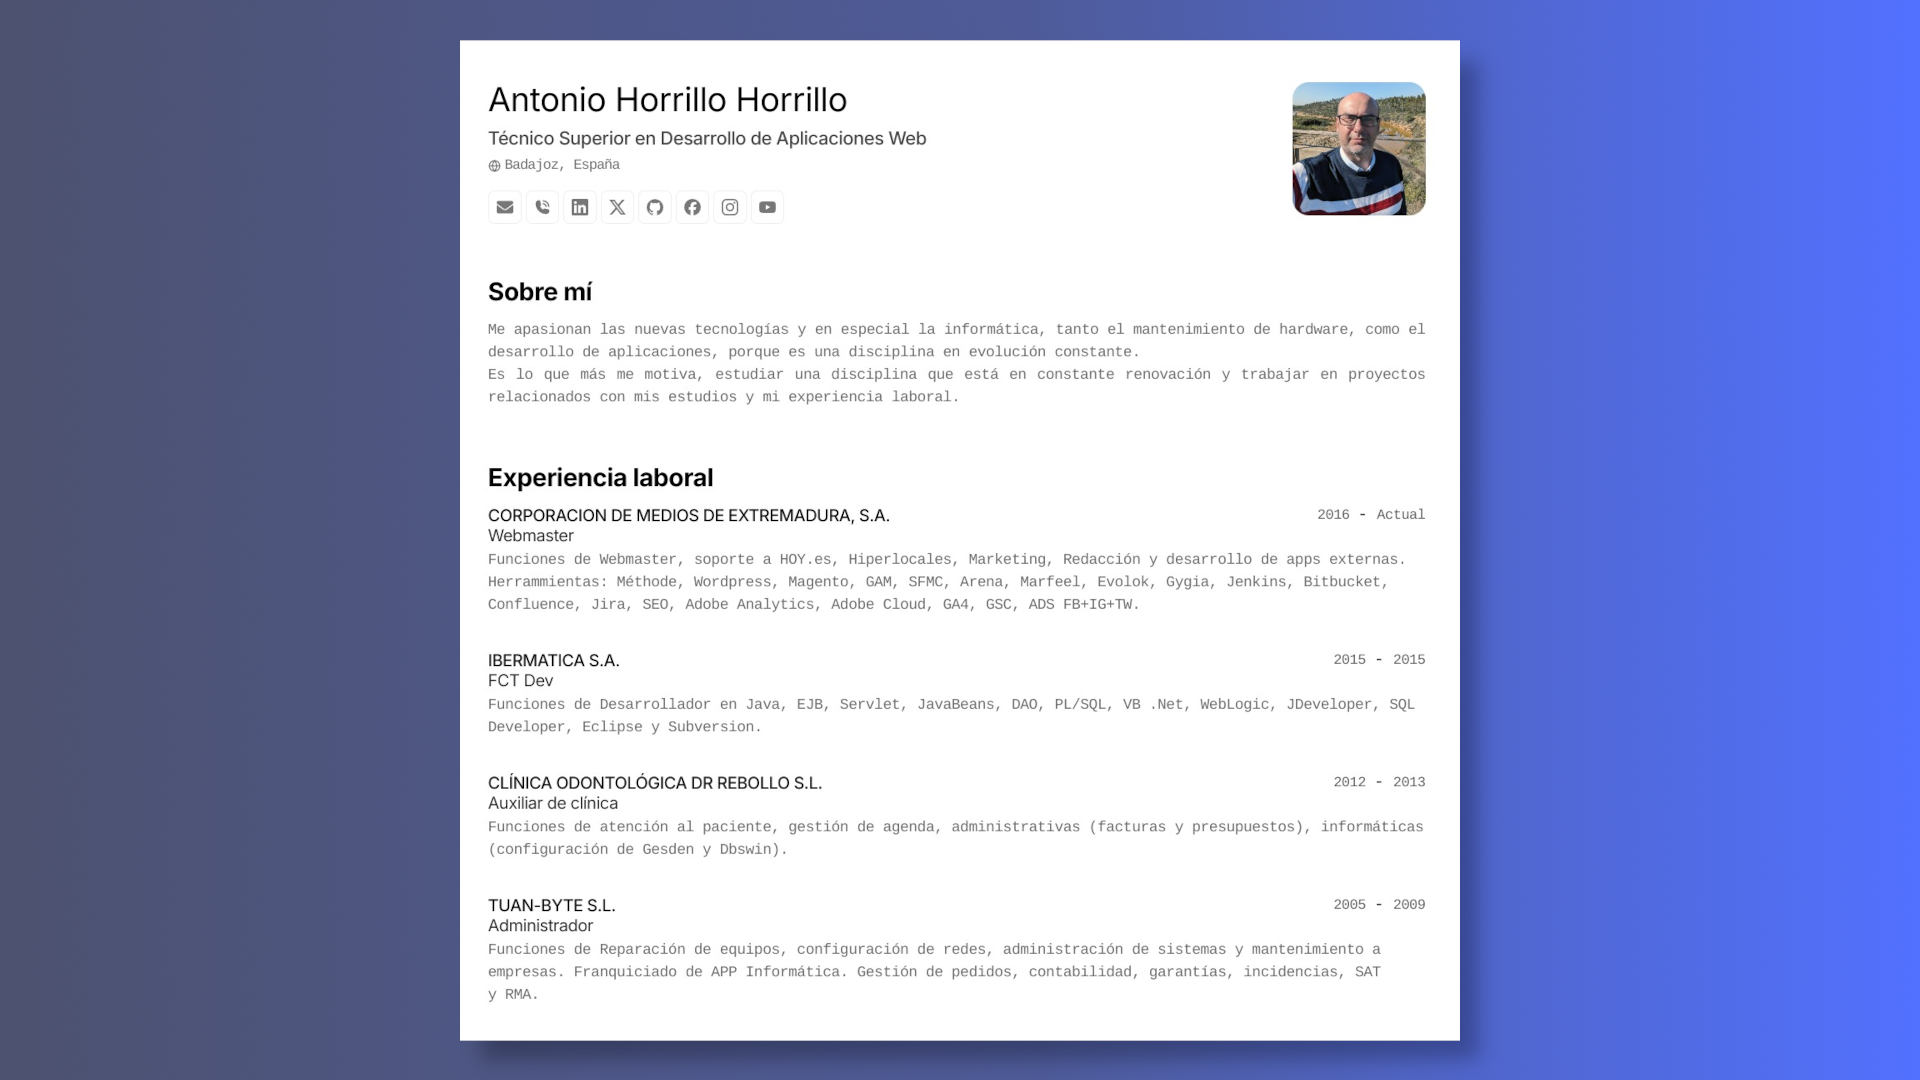 Antonio Horrillo Horrillo
Técnico Superior en Desarrollo de Aplicaciones Web
Badajoz, España
Sobre mí
Me apasionan las nuevas tecnologías y en especial la informática, tanto el mantenimiento de hardware, como el
desarrollo de aplicaciones, porque es una disciplina en evolución constante.
Es lo que más me motiva, estudiar una disciplina que está en constante renovación y trabajar en proyectos
relacionados con mis estudios y mi experiencia laboral.
Experiencia laboral
CORPORACION DE MEDIOS DE EXTREMADURA, S.A. 2016 - Actual
Webmaster
Funciones de Webmaster, soporte a HOY.es, Hiperlocales, Marketing, Redacción y desarrollo de apps externas.
Herrammientas: Méthode, Wordpress, Magento, GAM, SFMC, Arena, Marfeel, Evolok, Gygia, Jenkins, Bitbucket,
Confluence, Jira, SEO, Adobe Analytics, Adobe Cloud, GA4, GSC, ADS FB+IG+TW.
IBERMATICA S.A. 2015 - 2015
FCT Dev
Funciones de Desarrollador en Java, EJB, Servlet, JavaBeans, DAO, PL/SQL, VB .Net, WebLogic, JDeveloper, SQL
Developer, Eclipse y Subversion.
CLÍNICA ODONTOLÓGICA DR REBOLLO S.L. 2012 - 2013
Auxiliar de clínica
Funciones de atención al paciente, gestión de agenda, administrativas (facturas y presupuestos), informáticas
(configuración de Gesden y Dbswin).
TUAN-BYTE S.L. 2005 - 2009
Administrador
Funciones de Reparación de equipos, configuración de redes, administración de sistemas y mantenimiento a
empresas. Franquiciado de APP Informática. Gestión de pedidos, contabilidad, garantías, incidencias, SAT
y RMA.